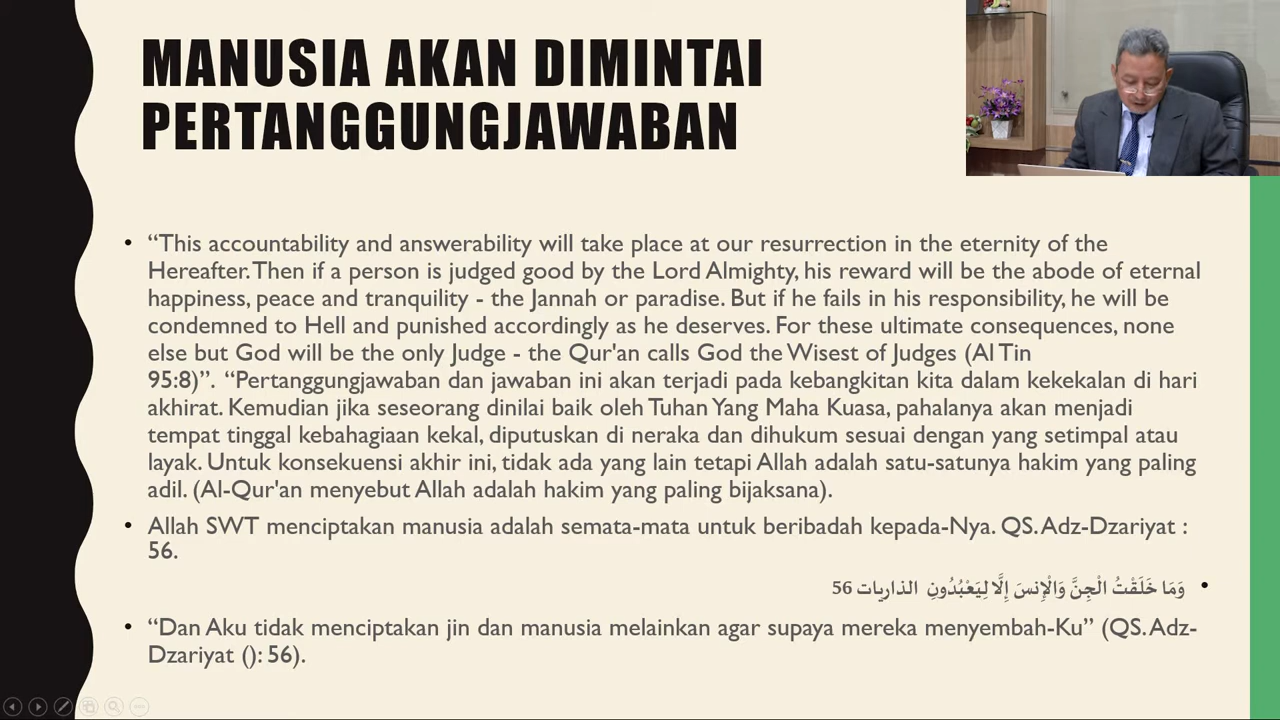 MANUSIA AKAN DIMINTAI
PERTANGGUNGJAWABAN
• “This accountability and answerability will take place at our resurrection in the eternity of the
Hereafter. Then if a person is judged good by the Lord Almighty, his reward will be the abode of eternal
happiness, peace and tranquility - the Jannah or paradise. But if he fails in his responsibility, he will be
condemned to Hell and punished accordingly as he deserves. For these ultimate consequences, none
else but God will be the only Judge - the Qur'an calls God the Wisest of Judges (Al Tin
95:8)”. “Pertanggungjawaban dan jawaban ini akan terjadi pada kebangkitan kita dalam kekekalan di hari
akhirat. Kemudian jika seseorang dinilai baik oleh Tuhan Yang Maha Kuasa, pahalanya akan menjadi
tempat tinggal kebahagiaan kekal, diputuskan di neraka dan dihukum sesuai dengan yang setimpal atau
layak. Untuk konsekuensi akhir ini, tidak ada yang lain tetapi Allah adalah satu-satunya hakim yang paling
adil. (Al-Qur'an menyebut Allah adalah hakim yang paling bijaksana).
• Allah SWT menciptakan manusia adalah semata-mata untuk beribadah kepada-Nya. QS. Adz-Dzariyat :
56.
• وَمَا خَلَقْتُ الْجِنَّ وَالْإِنسَ إِلَّا لِيَعْبُدُونِ الذاريات 56
• “Dan Aku tidak menciptakan jin dan manusia melainkan agar supaya mereka menyembah-Ku” (QS. Adz-
Dzariyat (): 56).